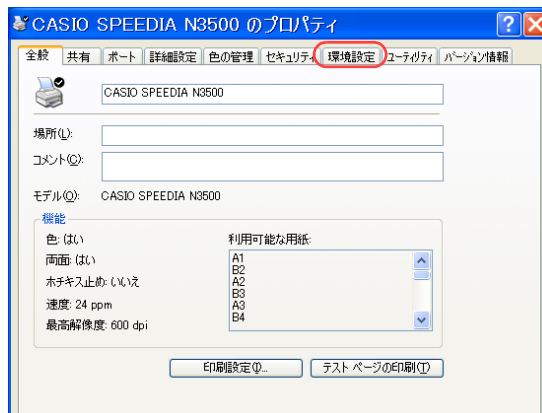 CASIO SPEEDIA N3500 のプロパティ
全般 共有 ポート 詳細設定 色の管理 セキュリティ 環境設定 ユーティリティ バージョン情報
CASIO SPEEDIA N3500
場所(L):
コメント(C):
モデル(O): CASIO SPEEDIA N3500
機能
色: はい
両面: はい
ホチキス止め: いいえ
速度: 24 ppm
最高解像度: 600 dpi
利用可能な用紙:
A1
B2
A2
B3
A3
B4
印刷設定(I)... テスト ページの印刷(T)